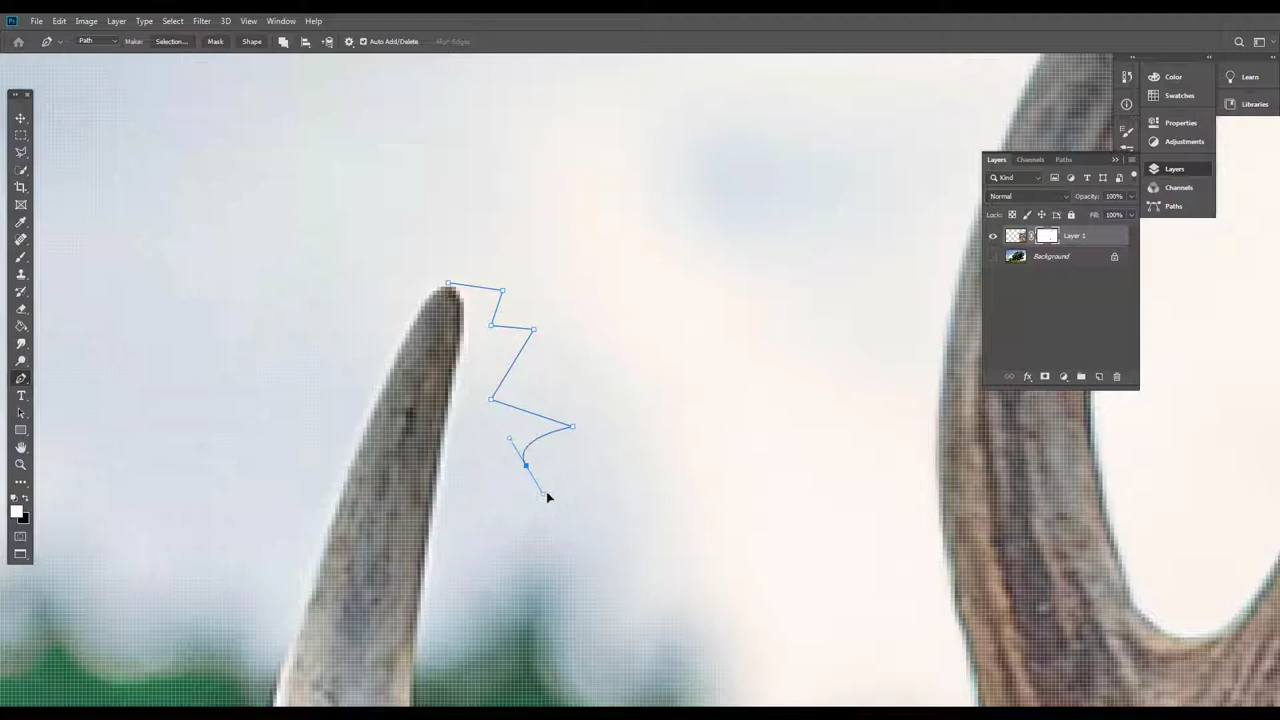 Ps File Edit Image Layer Type Select Filter 3D View Window Help
Path Make: Selection... Mask Shape Auto Add/Delete Align Edges
Color Learn
Swatches Libraries
Properties
Adjustments
Layers Channels Paths
Layers
Kind
Channels
Normal Opacity: 100%
Paths
Lock: Fill: 100%
Layer 1
Background